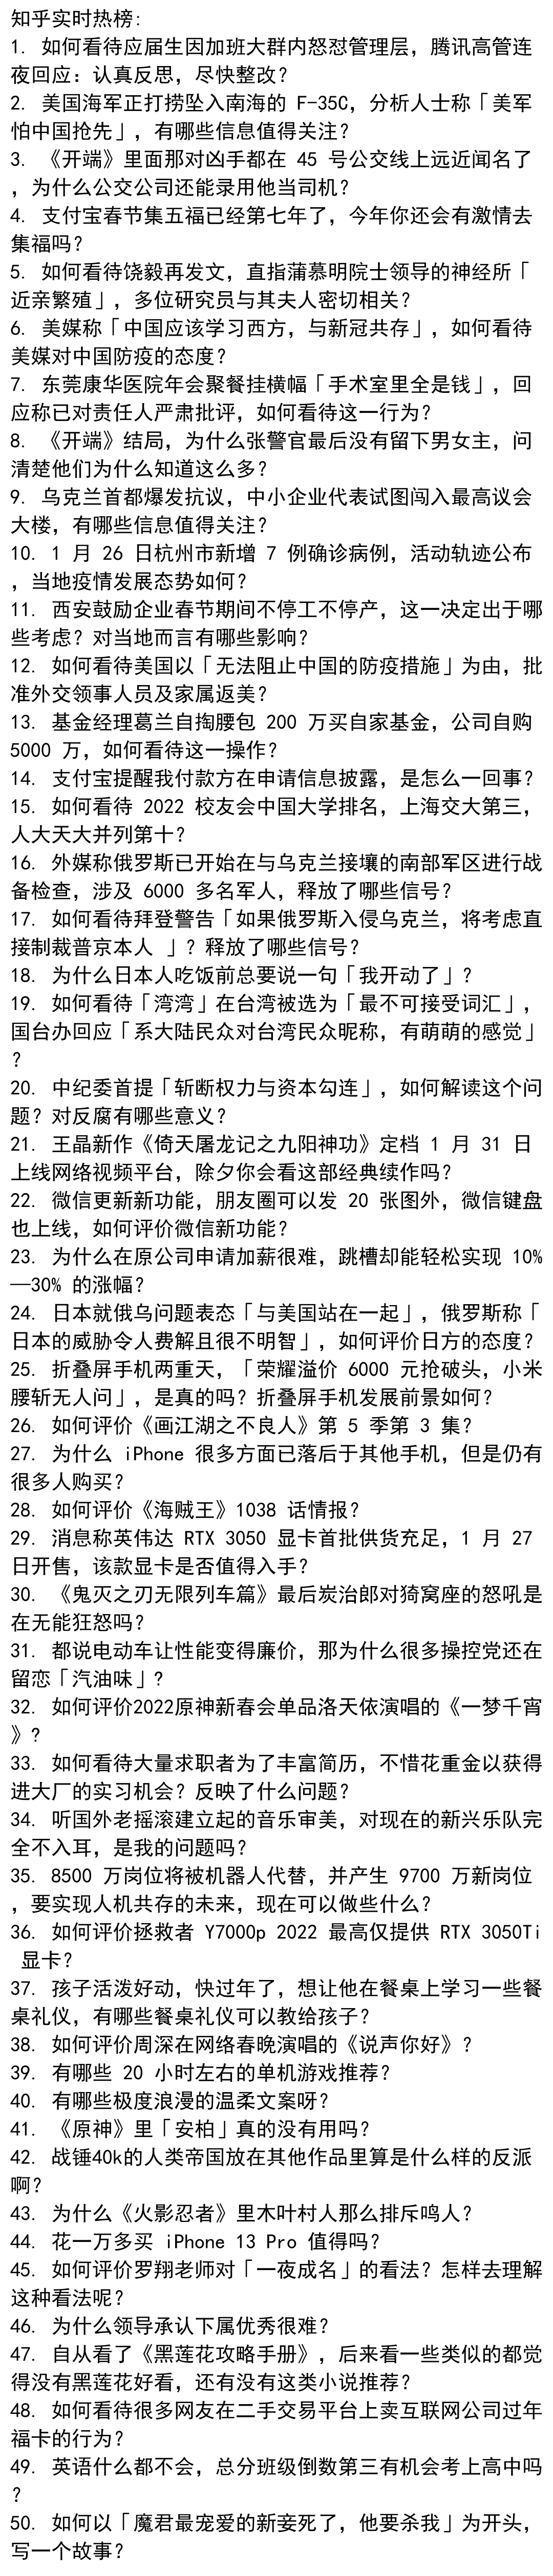 知乎实时热榜:
1. 如何看待应届生因加班大群内怒怼管理层，腾讯高管连
夜回应：认真反思，尽快整改？
2. 美国海军正打捞坠入南海的 F-35C，分析人士称「美军
怕中国抢先」，有哪些信息值得关注？
3. 《开端》里面那对凶手都在 45 号公交线上远近闻名了
，为什么公交公司还能录用他当司机？
4. 支付宝春节集五福已经第七年了，今年你还会有激情去
集福吗？
5. 如何看待饶毅再发文，直指蒲慕明院士领导的神经所「
近亲繁殖」，多位研究员与其夫人密切相关？
6. 美媒称「中国应该学习西方，与新冠共存」，如何看待
美媒对中国防疫的态度？
7. 东莞康华医院年会聚餐挂横幅「手术室里全是钱」，回
应称已对责任人严肃批评，如何看待这一行为？
8. 《开端》结局，为什么张警官最后没有留下男女主，问
清楚他们为什么知道这么多？
9. 乌克兰首都爆发抗议，中小企业代表试图闯入最高议会
大楼，有哪些信息值得关注？
10. 1 月 26 日杭州市新增 7 例确诊病例，活动轨迹公布
，当地疫情发展态势如何？
11. 西安鼓励企业春节期间不停工不停产，这一决定出于哪
些考虑？对当地而言有哪些影响？
12. 如何看待美国以「无法阻止中国的防疫措施」为由，批
准外交领事人员及家属返美？
13. 基金经理葛兰自掏腰包 200 万买自家基金，公司自购
5000 万，如何看待这一操作？
14. 支付宝提醒我付款方在申请信息披露，是怎么一回事？
15. 如何看待 2022 校友会中国大学排名，上海交大第三，
人大天大并列第十？
16. 外媒称俄罗斯已开始在与乌克兰接壤的南部军区进行战
备检查，涉及 6000 多名军人，释放了哪些信号？
17. 如何看待拜登警告「如果俄罗斯入侵乌克兰，将考虑直
接制裁普京本人 」？释放了哪些信号？
18. 为什么日本人吃饭前总要说一句「我开动了」？
19. 如何看待「湾湾」在台湾被选为「最不可接受词汇」，
国台办回应「系大陆民众对台湾民众昵称，有萌萌的感觉」
？
20. 中纪委首提「斩断权力与资本勾连」，如何解读这个问
题？对反腐有哪些意义？
21. 王晶新作《倚天屠龙记之九阳神功》定档 1 月 31 日
上线网络视频平台，除夕你会看这部经典续作吗？
22. 微信更新新功能，朋友圈可以发 20 张图外，微信键盘
也上线，如何评价微信新功能？
23. 为什么在原公司申请加薪很难，跳槽却能轻松实现 10%
—30% 的涨幅？
24. 日本就俄乌问题表态「与美国站在一起」，俄罗斯称「
日本的威胁令人费解且很不明智」，如何评价日方的态度？
25. 折叠屏手机两重天，「荣耀溢价 6000 元抢破头，小米
腰斩无人问」，是真的吗？折叠屏手机发展前景如何？
26. 如何评价《画江湖之不良人》第 5 季第 3 集？
27. 为什么 iPhone 很多方面已落后于其他手机，但是仍有
很多人购买？
28. 如何评价《海贼王》1038 话情报？
29. 消息称英伟达 RTX 3050 显卡首批供货充足，1 月 27
日开售，该款显卡是否值得入手？
30. 《鬼灭之刃无限列车篇》最后炭治郎对猗窝座的怒吼是
在无能狂怒吗？
31. 都说电动车让性能变得廉价，那为什么很多操控党还在
留恋「汽油味」？
32. 如何评价2022原神新春会单品洛天依演唱的《一梦千宵
》？
33. 如何看待大量求职者为了丰富简历，不惜花重金以获得
进大厂的实习机会？反映了什么问题？
34. 听国外老摇滚建立起的音乐审美，对现在的新兴乐队完
全不入耳，是我的问题吗？
35. 8500 万岗位将被机器人代替，并产生 9700 万新岗位
，要实现人机共存的未来，现在可以做些什么？
36. 如何评价拯救者 Y7000p 2022 最高仅提供 RTX 3050Ti
显卡？
37. 孩子活泼好动，快过年了，想让他在餐桌上学习一些餐
桌礼仪，有哪些餐桌礼仪可以教给孩子？
38. 如何评价周深在网络春晚演唱的《说声你好》？
39. 有哪些 20 小时左右的单机游戏推荐？
40. 有哪些极度浪漫的温柔文案呀？
41. 《原神》里「安柏」真的没有用吗？
42. 战锤40k的人类帝国放在其他作品里算是什么样的反派
啊？
43. 为什么《火影忍者》里木叶村人那么排斥鸣人？
44. 花一万多买 iPhone 13 Pro 值得吗？
45. 如何评价罗翔老师对「一夜成名」的看法？怎样去理解
这种看法呢？
46. 为什么领导承认下属优秀很难？
47. 自从看了《黑莲花攻略手册》，后来看一些类似的都觉
得没有黑莲花好看，还有没有这类小说推荐？
48. 如何看待很多网友在二手交易平台上卖互联网公司过年
福卡的行为？
49. 英语什么都不会，总分班级倒数第三有机会考上高中吗
？
50. 如何以「魔君最宠爱的新妾死了，他要杀我」为开头，
写一个故事？